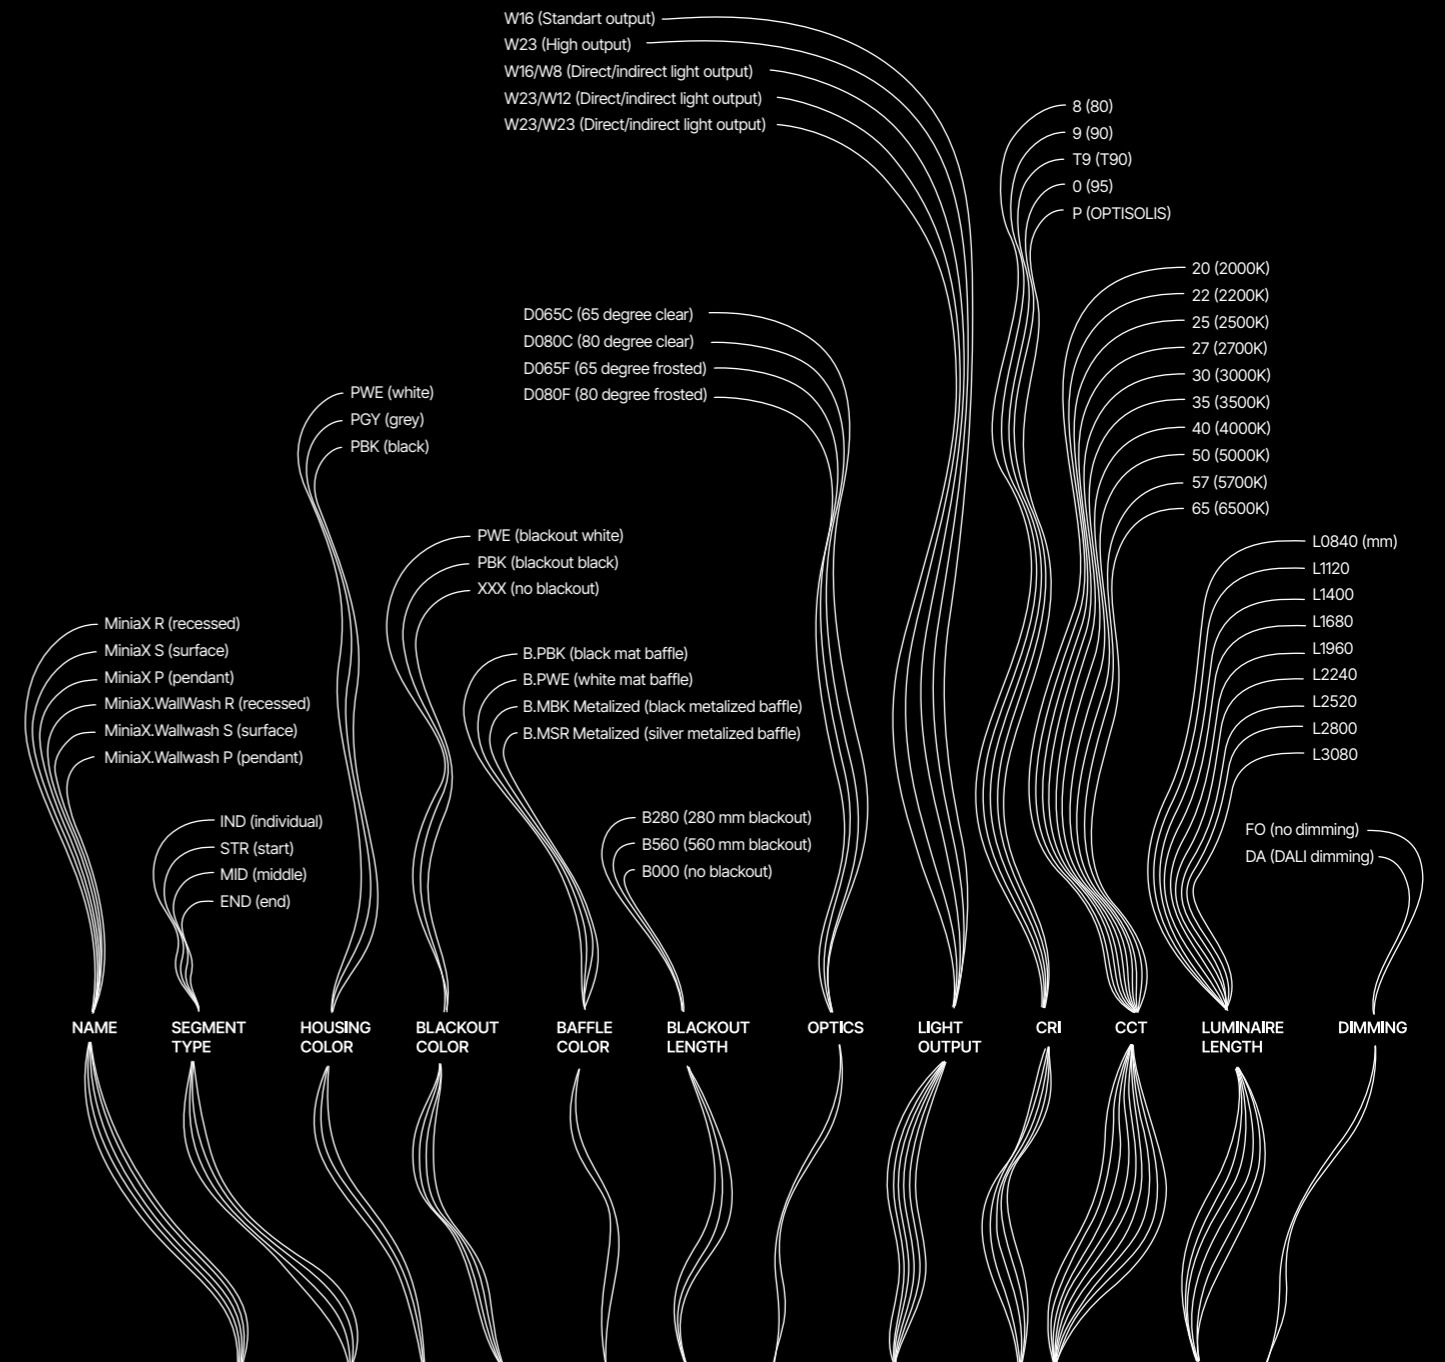 W16 (Standart output)
W23 (High output)
W16/W8 (Direct/indirect light output)
W23/W12 (Direct/indirect light output)
W23/W23 (Direct/indirect light output)
8 (80)
9 (90)
T9 (T90)
0 (95)
P (OPTISOLIS)
20 (2000K)
22 (2200K)
25 (2500K)
27 (2700K)
30 (3000K)
35 (3500K)
40 (4000K)
50 (5000K)
57 (5700K)
65 (6500K)
D065C (65 degree clear)
D080C (80 degree clear)
D065F (65 degree frosted)
D080F (80 degree frosted)
PWE (white)
PGY (grey)
PBK (black)
PWE (blackout white)
PBK (blackout black)
XXX (no blackout)
L0840 (mm)
L1120
L1400
L1680
L1960
L2240
L2520
L2800
L3080
MiniaX R (recessed)
MiniaX S (surface)
MiniaX P (pendant)
MiniaX.WallWash R (recessed)
MiniaX.Wallwash S (surface)
MiniaX.Wallwash P (pendant)
B.PBK (black mat baffle)
B.PWE (white mat baffle)
B.MBK Metalized (black metalized baffle)
B.MSR Metalized (silver metalized baffle)
IND (individual)
STR (start)
MID (middle)
END (end)
B280 (280 mm blackout)
B560 (560 mm blackout)
B000 (no blackout)
FO (no dimming)
DA (DALI dimming)
NAME
SEGMENT
TYPE
HOUSING
COLOR
BLACKOUT
COLOR
BAFFLE
COLOR
BLACKOUT
LENGTH
OPTICS
LIGHT
OUTPUT
CRI
CCT
LUMINAIRE
LENGTH
DIMMING